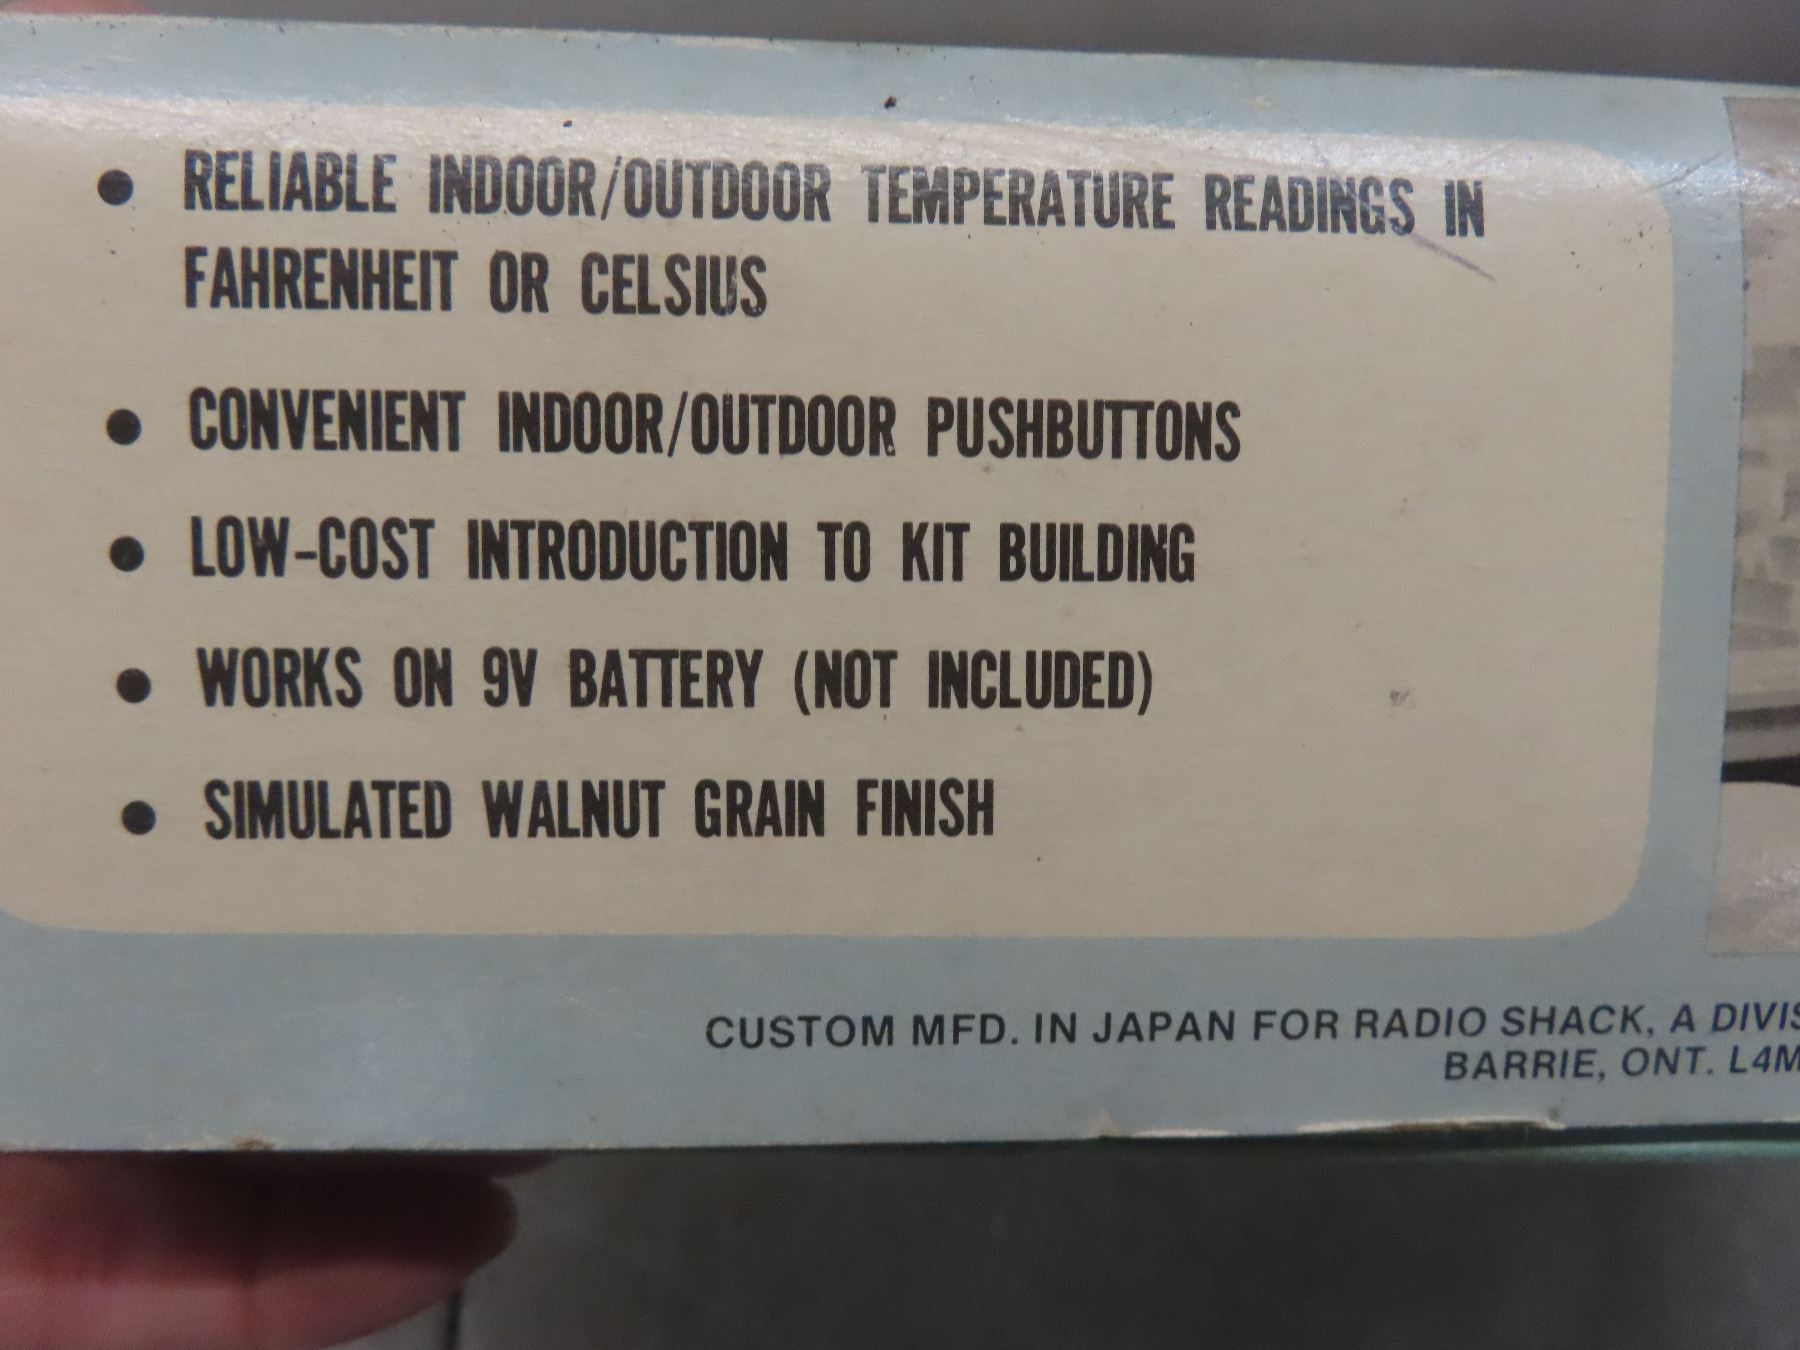 ● RELIABLE INDOOR/OUTDOOR TEMPERATURE READINGS IN
FAHRENHEIT OR CELSIUS
● CONVENIENT INDOOR/OUTDOOR PUSHBUTTONS
● LOW-COST INTRODUCTION TO KIT BUILDING
● WORKS ON 9V BATTERY (NOT INCLUDED)
● SIMULATED WALNUT GRAIN FINISH
CUSTOM MFD. IN JAPAN FOR RADIO SHACK, A DIVIS
BARRIE, ONT. L4M